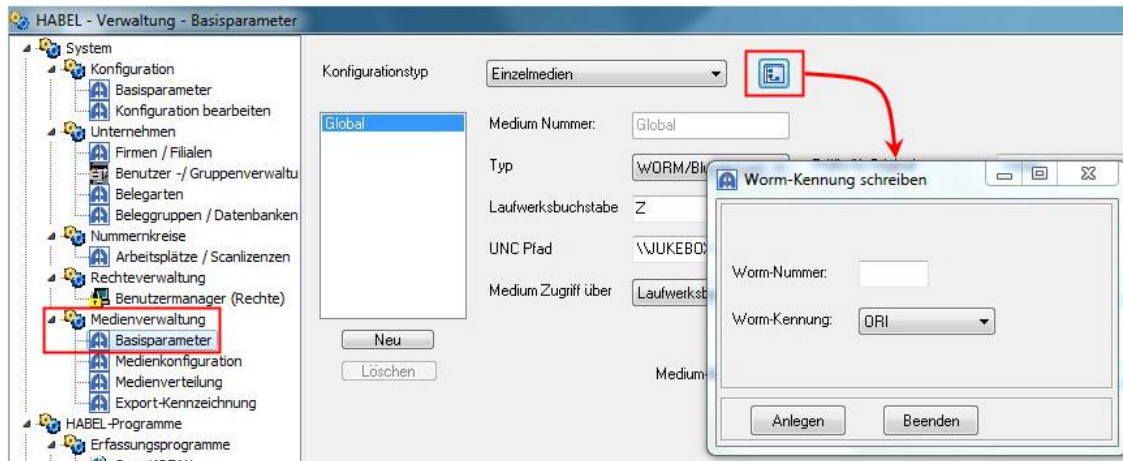 HABEL - Verwaltung - Basisparameter
System
Konfiguration
Basisparameter
Konfiguration bearbeiten
Unternehmen
Firmen / Filialen
Benutzer -/ Gruppenverwaltu
Belegarten
Beleggruppen / Datenbanken
Nummernkreise
Arbeitsplätze / Scanlizenzen
Rechteverwaltung
Benutzermanager (Rechte)
Medienverwaltung
Basisparameter
Medienkonfiguration
Medienverteilung
Export-Kennzeichnung
HABEL-Programme
Erfassungsprogramme
Konfigurationstyp
Einzelmedien
Global
Neu
Löschen
Medium Nummer:
Global
Typ
WORM/Blu
Laufwerksbuchstabe
Z
UNC Pfad
\\JUKEBO
Medium Zugriff über
Laufwerksb
Medium-
Worm-Kennung schreiben
Worm-Nummer:
Worm-Kennung:
ORI
Anlegen
Beenden